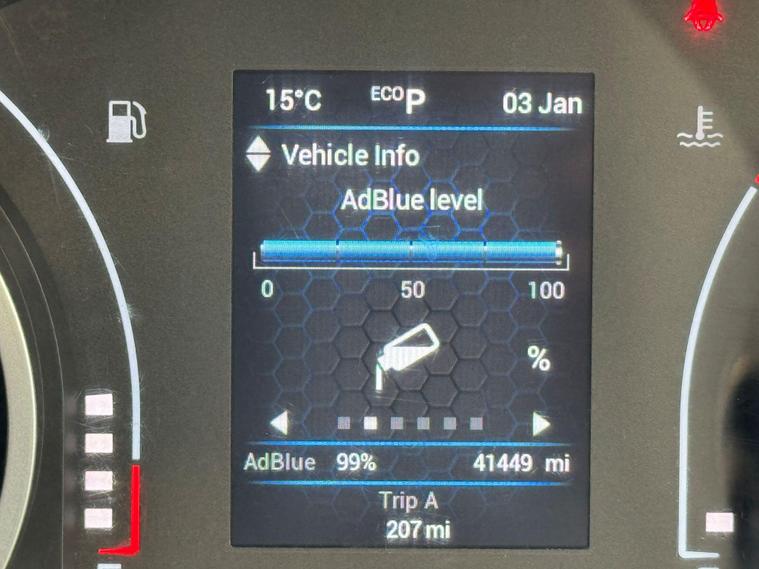 15°C ECO P 03 Jan
Vehicle Info
AdBlue level
0 50 100
%
AdBlue 99% 41449 mi
Trip A
207 mi